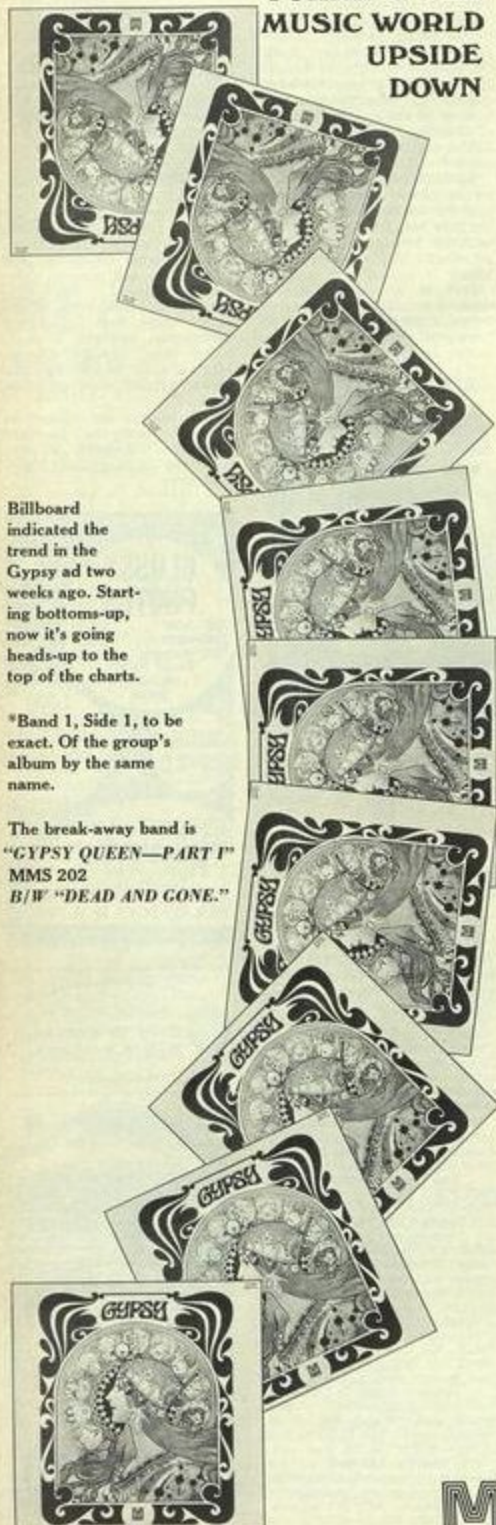 MUSIC WORLD
UPSIDE
DOWN
Billboard
indicated the
trend in the
Gypsy ad two
weeks ago. Start-
ing bottoms-up,
now it's going
heads-up to the
top of the charts.
*Band 1, Side 1, to be
exact. Of the group's
album by the same
name.
The break-away band is
"GYPSY QUEEN—PART I"
MMS 202
B/W "DEAD AND GONE."
GYPSY
GYPSY
GYPSY
GYPSY
GYPSY
GYPSY